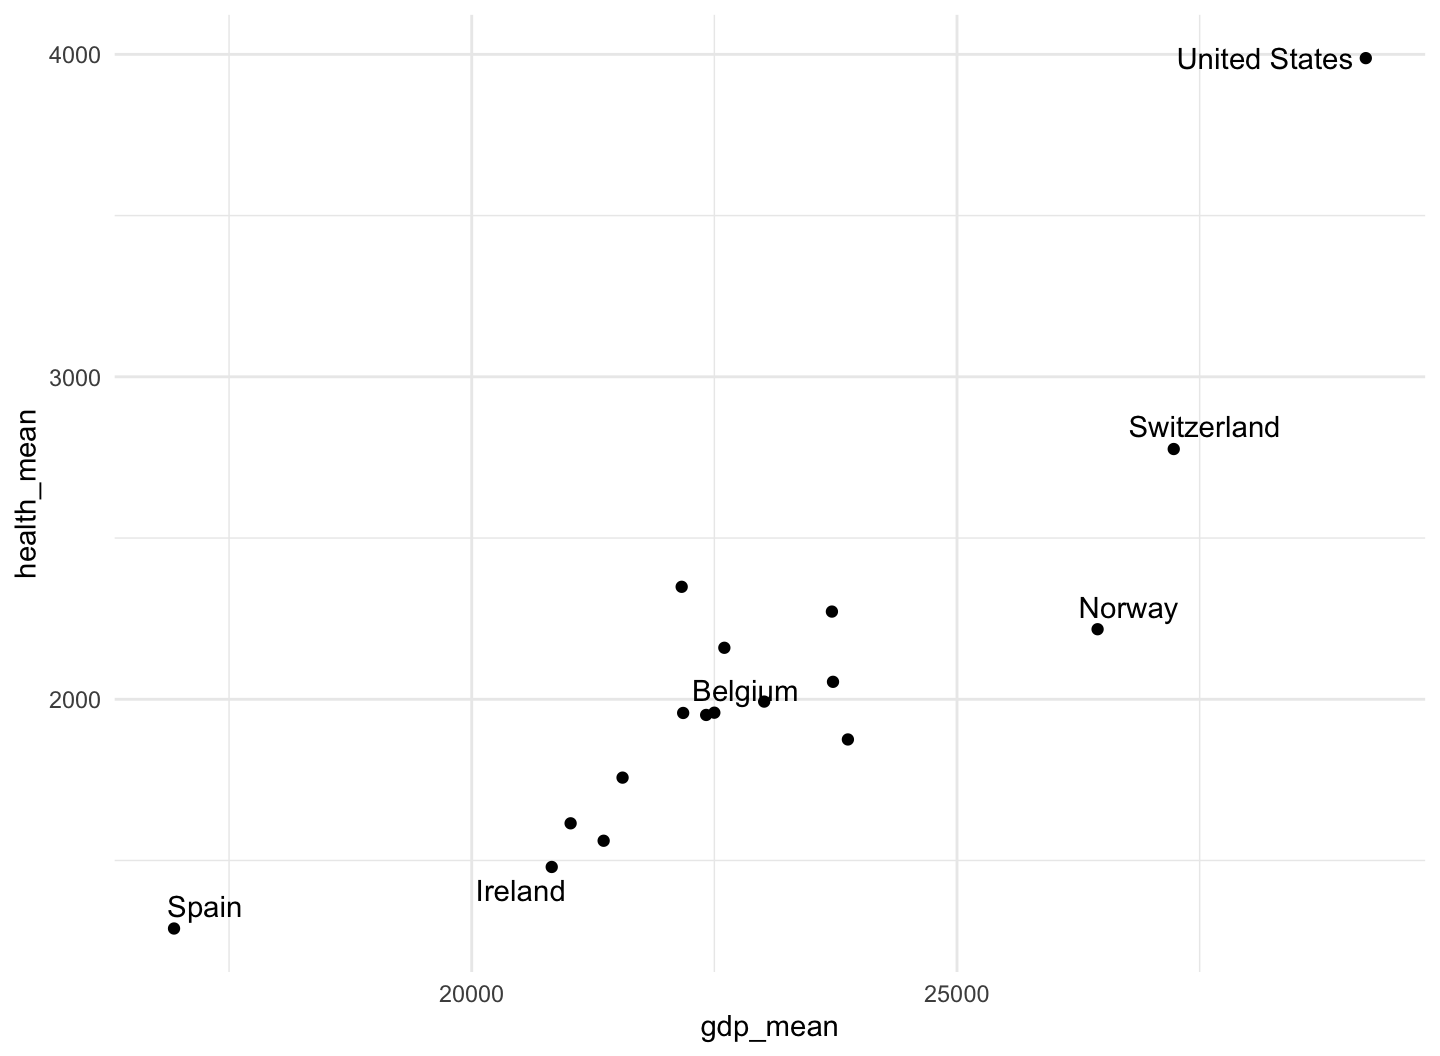 4000
United States
3000
Switzerland
health_mean
Norway
Belgium
2000
Ireland
Spain
20000
25000
gdp_mean